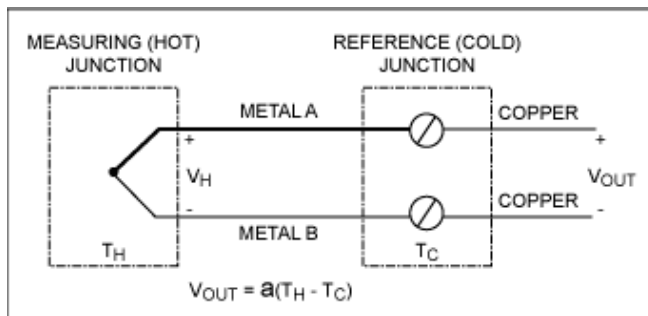 MEASURING (HOT)
JUNCTION
REFERENCE (COLD)
JUNCTION
METAL A
COPPER
+
+
VH
VOUT
-
COPPER
-
METAL B
TH
TC
VOUT = a(TH - TC)